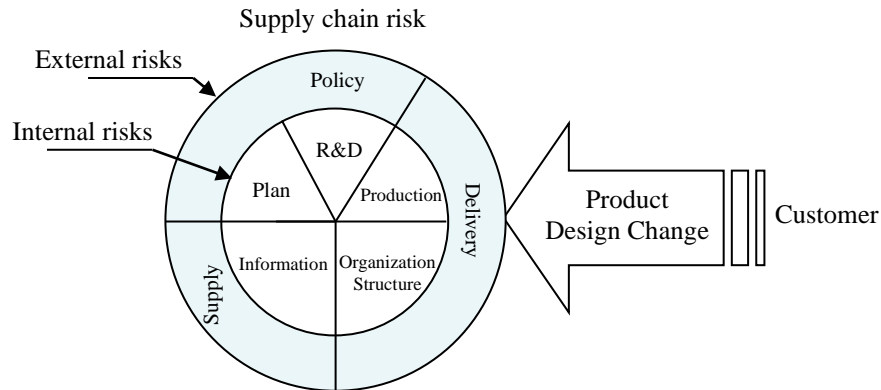 Supply chain risk
External risks
Policy
Internal risks
R&D
Plan
Production
Delivery
Product
Design Change
Customer
Information
Organization
Structure
Supply